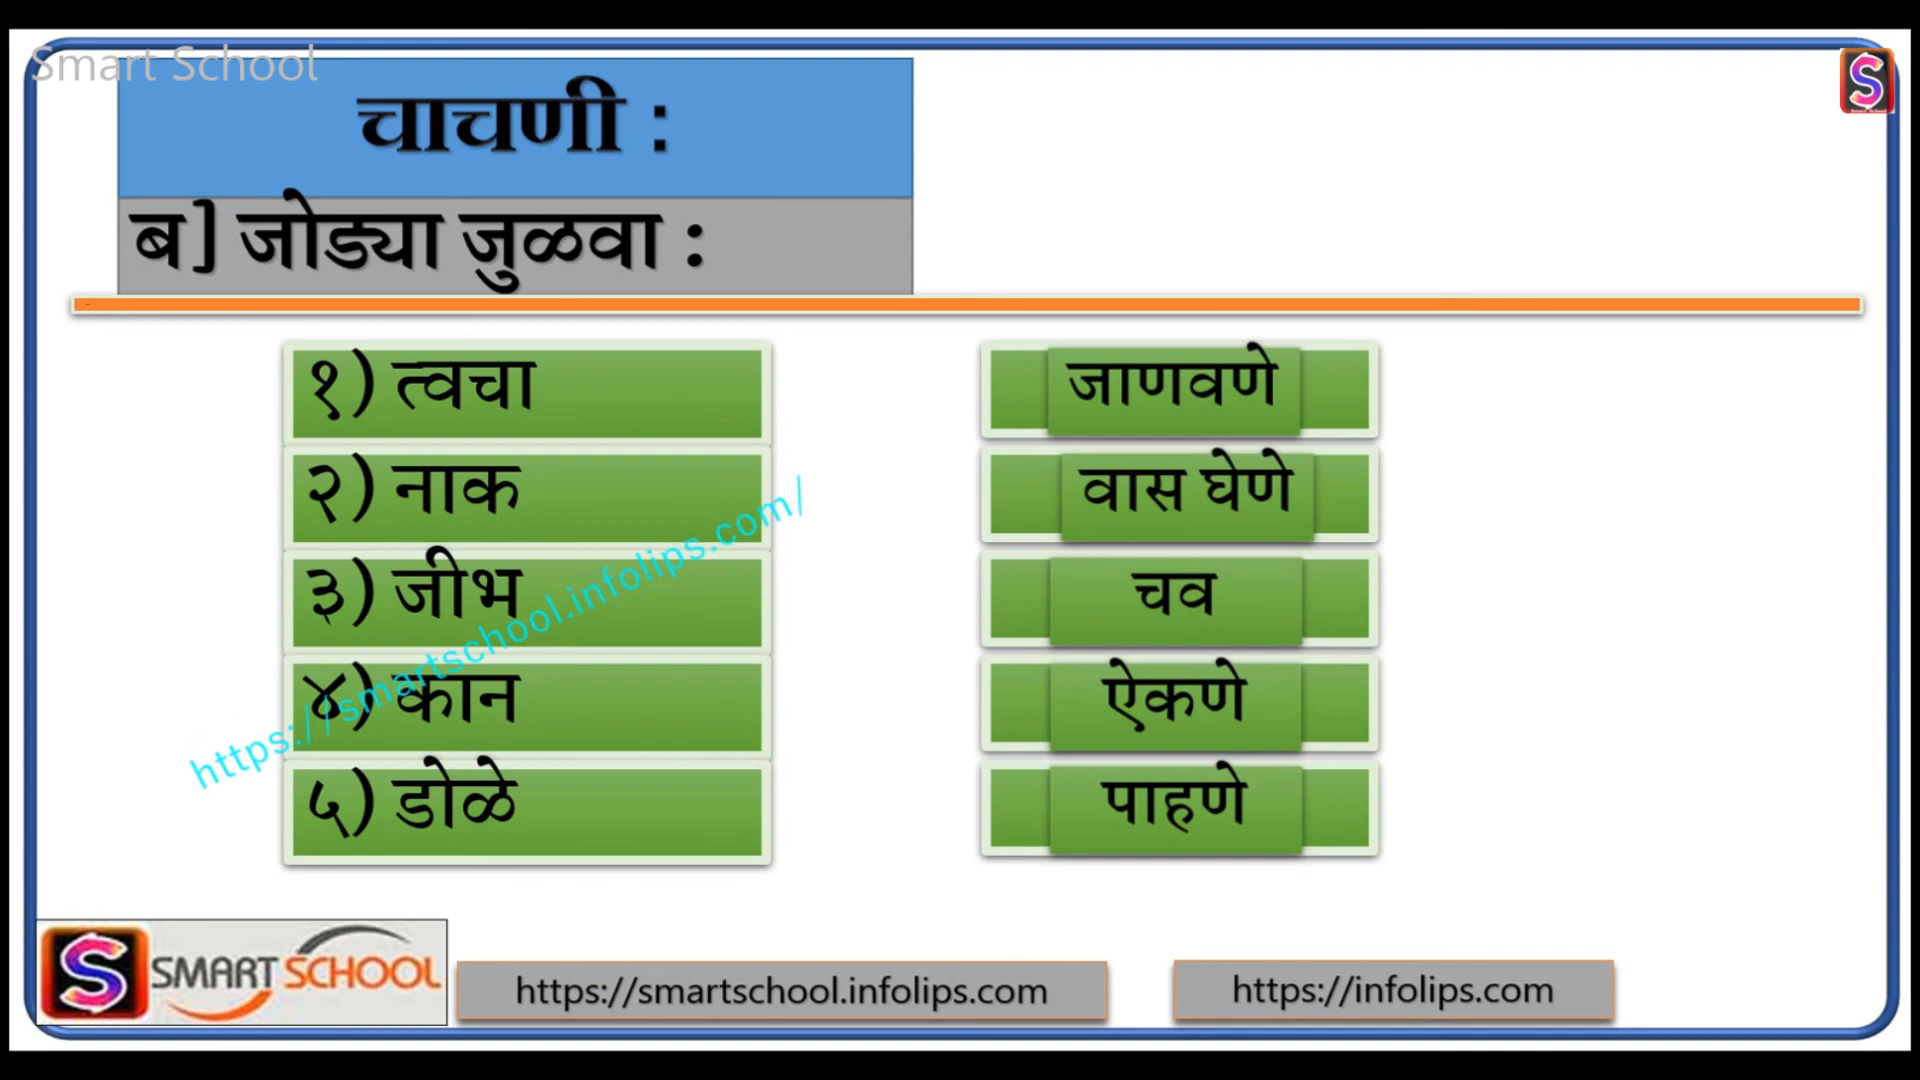 Smart School
चाचणी :
ब] जोड्या जुळवा :
१) त्वचा
जाणवणे
२) नाक
वास घेणे
३) जीभ
चव
४) कान
ऐकणे
५) डोळे
पाहणे
https://smartschool.infolips.com/
SMART SCHOOL
https://smartschool.infolips.com
https://infolips.com